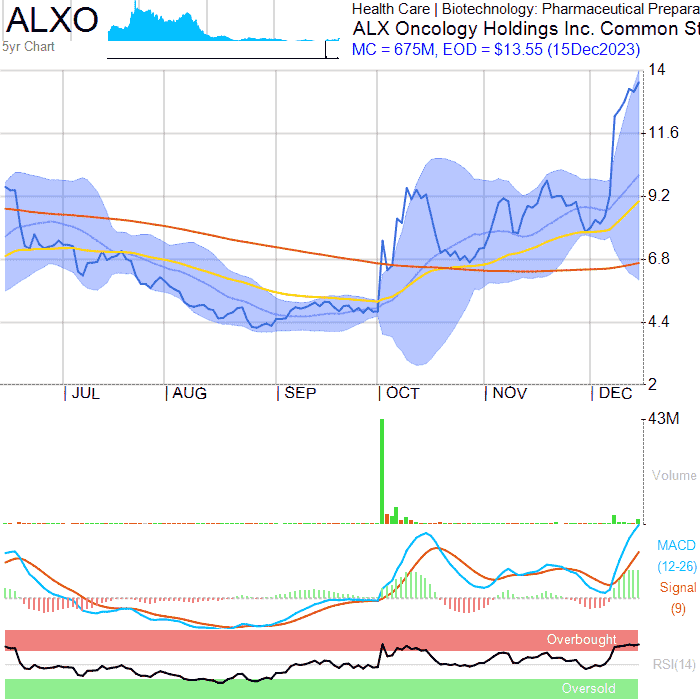 ALXO
5yr Chart
Health Care | Biotechnology: Pharmaceutical Prepara
ALX Oncology Holdings Inc. Common St
MC = 675M, EOD = $13.55 (15Dec2023)
14
11.6
9.2
6.8
4.4
2
JUL AUG SEP OCT NOV DEC
43M
Volume
MACD
(12-26)
Signal
(9)
Overbought
RSI(14)
Oversold